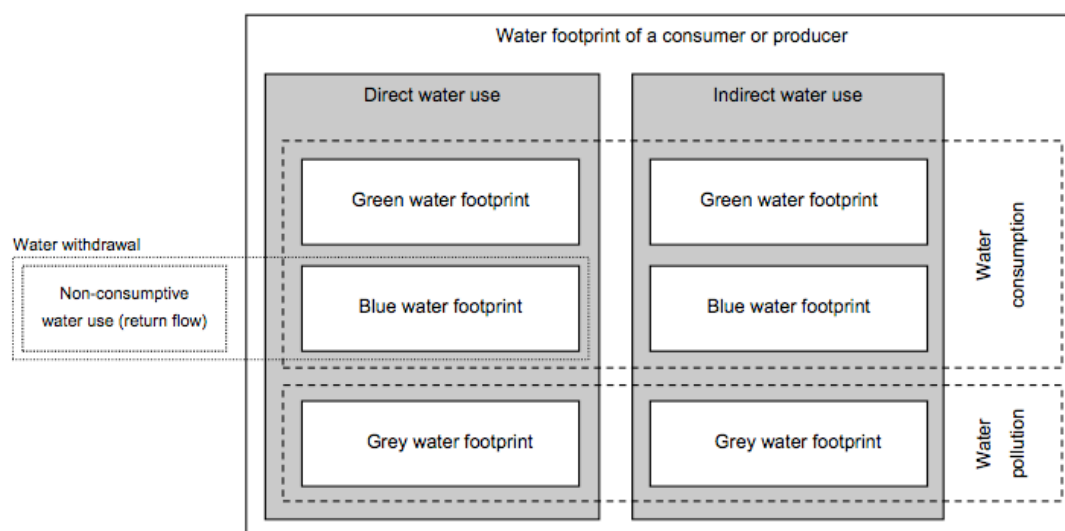 Water footprint of a consumer or producer
Direct water use
Indirect water use
Green water footprint
Green water footprint
Water
consumption
Water withdrawal
Non-consumptive
water use (return flow)
Blue water footprint
Blue water footprint
Grey water footprint
Grey water footprint
Water
pollution